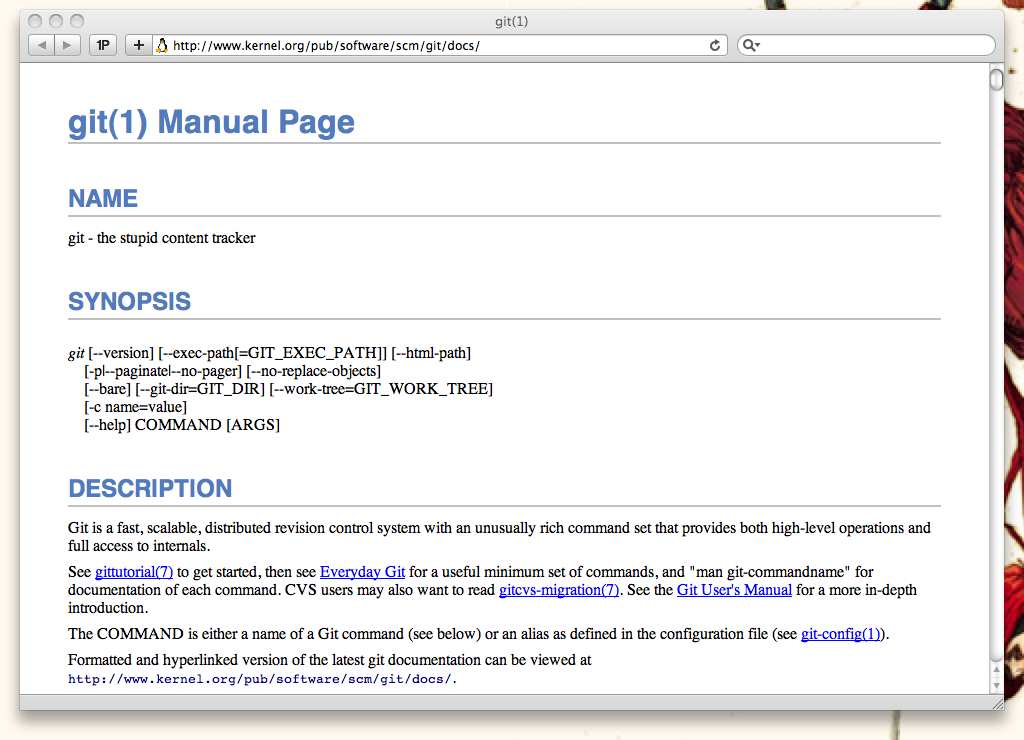 git(1)
1P
+
http://www.kernel.org/pub/software/scm/git/docs/
git(1) Manual Page
NAME
git - the stupid content tracker
SYNOPSIS
git [--version] [--exec-path[=GIT_EXEC_PATH]] [--html-path]
[-p|--paginate|--no-pager] [--no-replace-objects]
[--bare] [--git-dir=GIT_DIR] [--work-tree=GIT_WORK_TREE]
[-c name=value]
[--help] COMMAND [ARGS]
DESCRIPTION
Git is a fast, scalable, distributed revision control system with an unusually rich command set that provides both high-level operations and
full access to internals.
See gittutorial(7) to get started, then see Everyday Git for a useful minimum set of commands, and "man git-commandname" for
documentation of each command. CVS users may also want to read gitcvs-migration(7). See the Git User's Manual for a more in-depth
introduction.
The COMMAND is either a name of a Git command (see below) or an alias as defined in the configuration file (see git-config(1)).
Formatted and hyperlinked version of the latest git documentation can be viewed at
http://www.kernel.org/pub/software/scm/git/docs/.